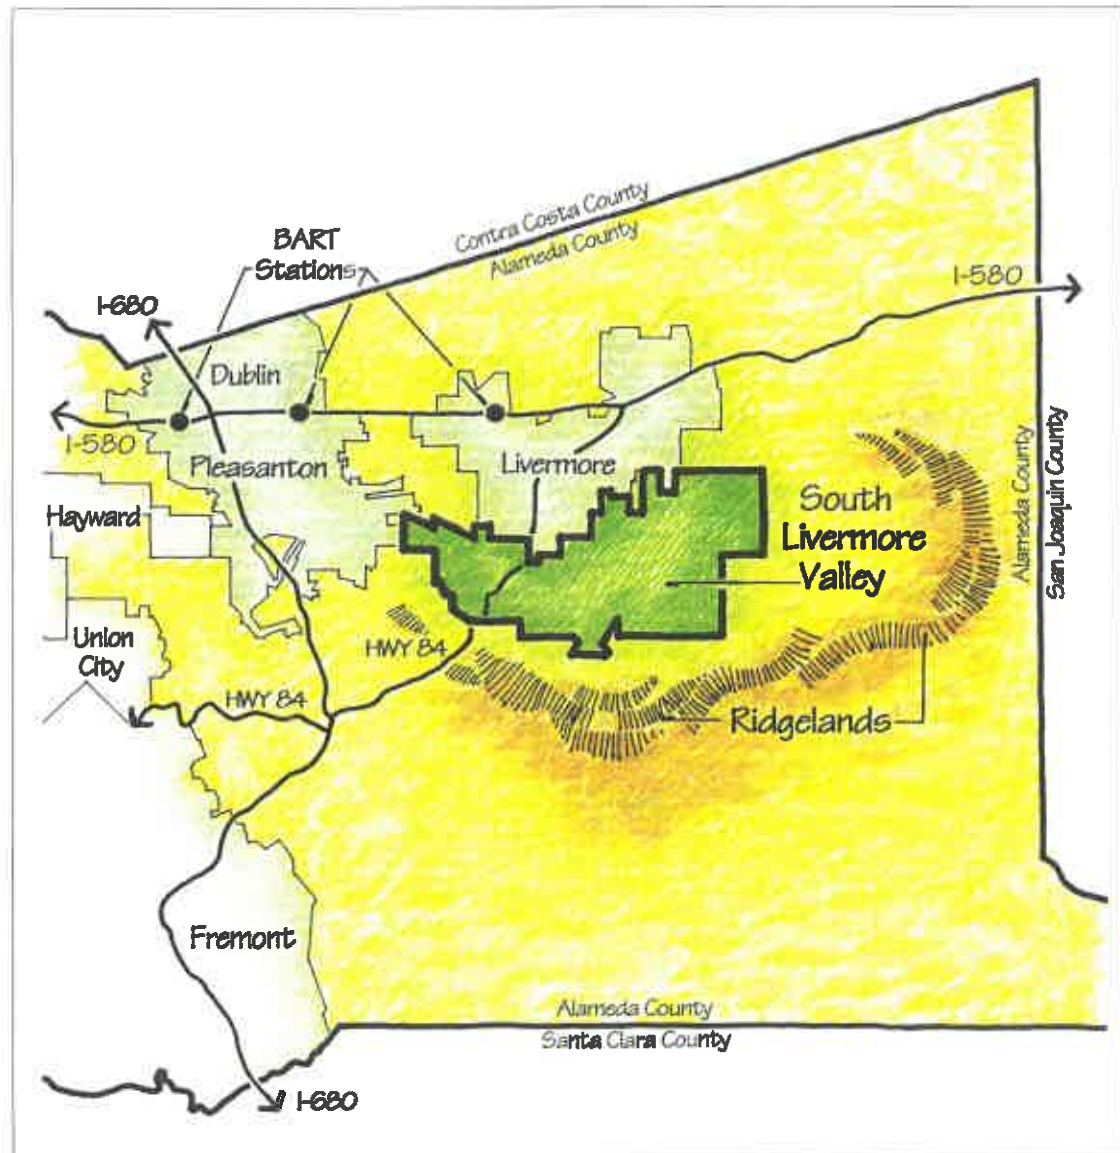 Contra Costa County
Alameda County
BART
Stations
I-680
I-580
Dublin
I-580
Pleasanton
Livermore
Hayward
South
Livermore
Valley
Alameda County
San Joaquin County
Union
City
HWY 84
HWY 84
Ridgelands
Fremont
Alameda County
Santa Clara County
I-680